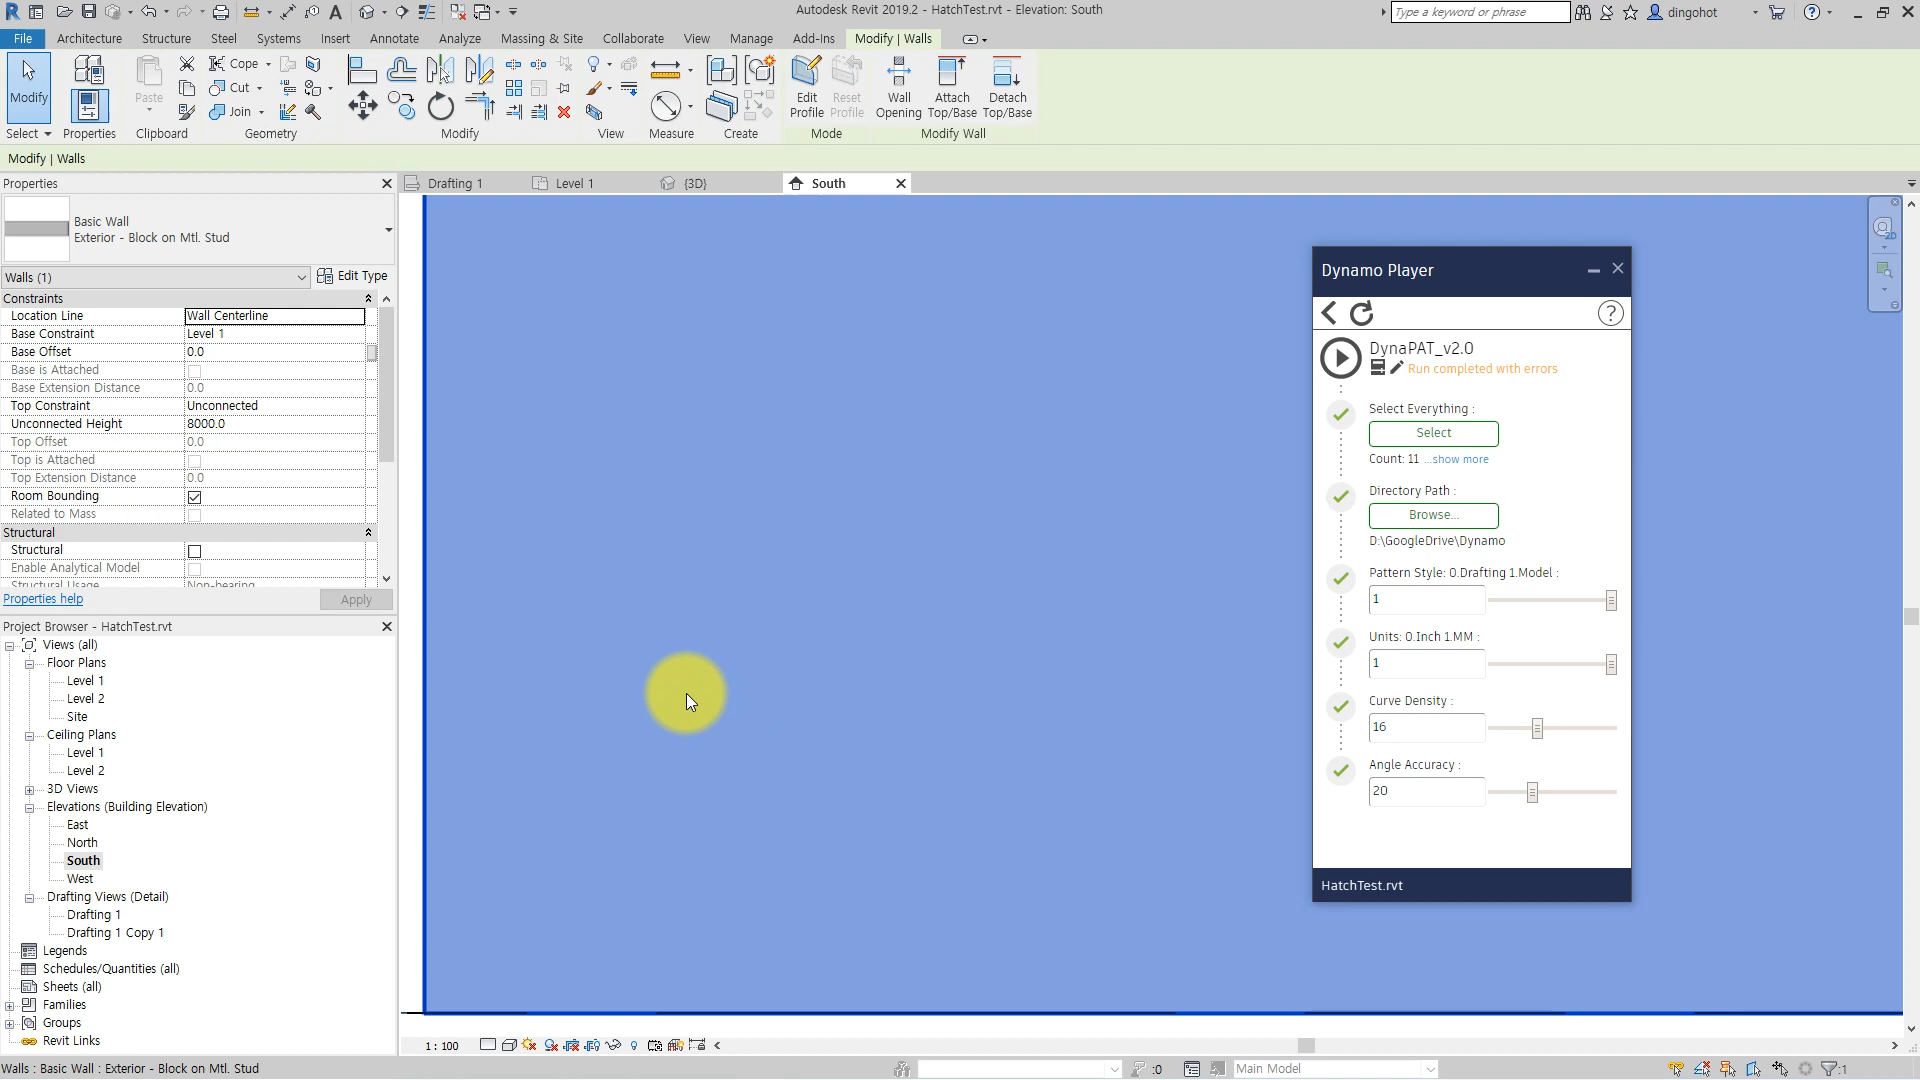 Autodesk Revit 2019.2 - HatchTest.rvt - Elevation: South
Type a keyword or phrase
dingohot
File
Architecture
Structure
Steel
Systems
Insert
Annotate
Analyze
Massing & Site
Collaborate
View
Manage
Add-Ins
Modify | Walls
Modify
Paste
Cope
Cut
Join
Edit
Profile
Reset
Profile
Wall
Opening
Attach
Top/Base
Detach
Top/Base
Select
Properties
Clipboard
Geometry
Modify
View
Measure
Create
Mode
Modify Wall
Modify | Walls
Properties
Drafting 1
Level 1
{3D}
South
Basic Wall
Exterior - Block on Mtl. Stud
Walls (1)
Edit Type
Constraints
Location Line
Wall Centerline
Base Constraint
Level 1
Base Offset
0.0
Base is Attached
Base Extension Distance
0.0
Top Constraint
Unconnected
Unconnected Height
8000.0
Top Offset
0.0
Top is Attached
Top Extension Distance
0.0
Room Bounding
Related to Mass
Structural
Structural
Enable Analytical Model
Structural Usage
Non-bearing
Properties help
Apply
Project Browser - HatchTest.rvt
Views (all)
Floor Plans
Level 1
Level 2
Site
Ceiling Plans
Level 1
Level 2
3D Views
Elevations (Building Elevation)
East
North
South
West
Drafting Views (Detail)
Drafting 1
Drafting 1 Copy 1
Legends
Schedules/Quantities (all)
Sheets (all)
Families
Groups
Revit Links
Dynamo Player
DynaPAT_v2.0
Run completed with errors
Select Everything :
Select
Count: 11 ...show more
Directory Path :
Browse...
D:\GoogleDrive\Dynamo
Pattern Style: 0.Drafting 1.Model :
1
Units: 0.Inch 1.MM :
1
Curve Density :
16
Angle Accuracy :
20
HatchTest.rvt
2D
1 : 100
Walls : Basic Wall : Exterior - Block on Mtl. Stud
:0
Main Model
:1